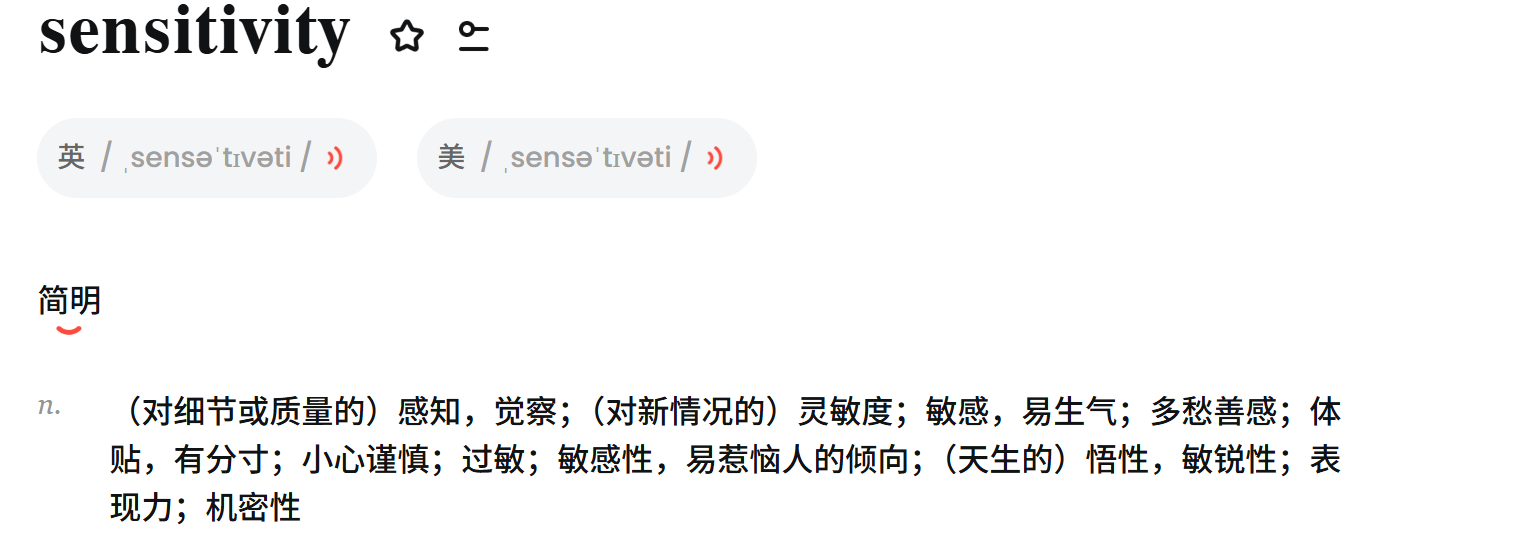 sensitivity
英 / ˌsensəˈtɪvəti / 美 / ˌsensəˈtɪvəti /
简明
n. （对细节或质量的）感知，觉察；（对新情况的）灵敏度；敏感，易生气；多愁善感；体
贴，有分寸；小心谨慎；过敏；敏感性，易惹恼人的倾向；（天生的）悟性，敏锐性；表
现力；机密性